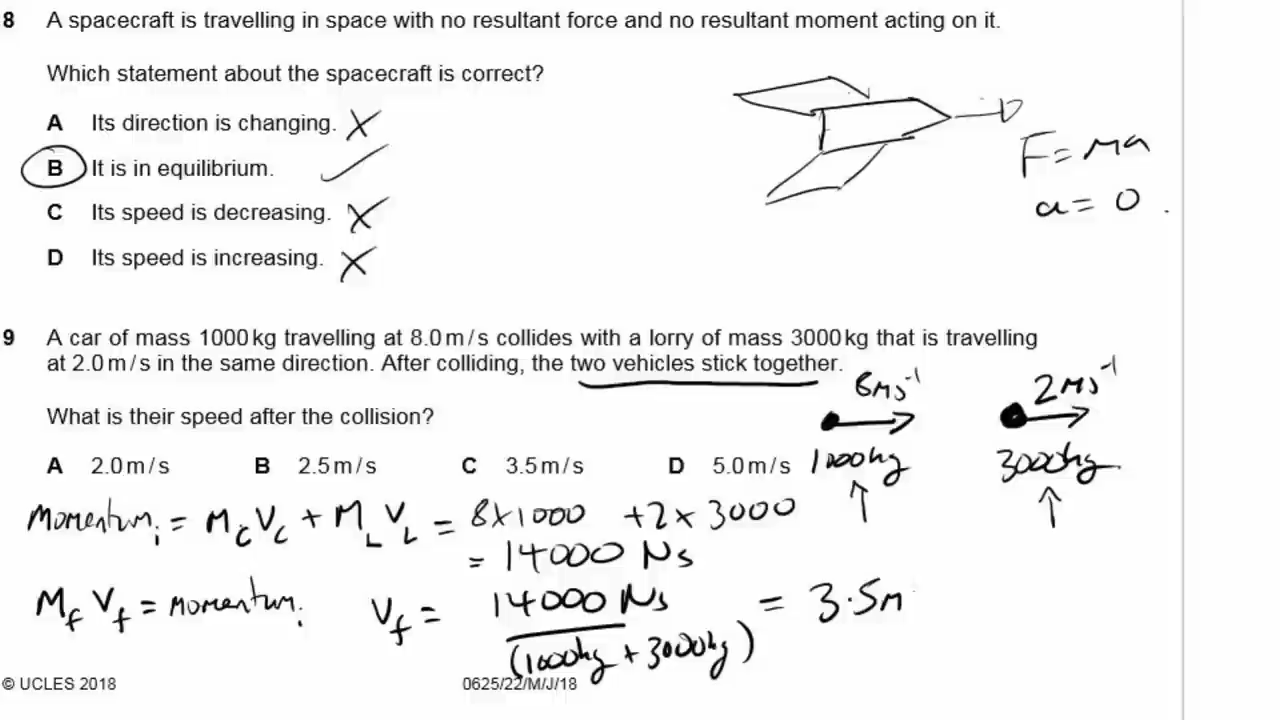 8 A spacecraft is travelling in space with no resultant force and no resultant moment acting on it.
Which statement about the spacecraft is correct?
A Its direction is changing.
B It is in equilibrium.
C Its speed is decreasing.
D Its speed is increasing.
F = ma
a = 0
9 A car of mass 1000 kg travelling at 8.0 m/s collides with a lorry of mass 3000 kg that is travelling
at 2.0 m/s in the same direction. After colliding, the two vehicles stick together.
8ms⁻¹ 2ms⁻¹
What is their speed after the collision?
A 2.0 m/s B 2.5 m/s C 3.5 m/s D 5.0 m/s
1000kg 3000kg
Momentumᵢ = M_C V_C + M_L V_L = 8×1000 + 2×3000
= 14000 Ns
M_f V_f = momentumᵢ V_f = 14000 Ns / (1000kg + 3000kg) = 3.5m
© UCLES 2018 0625/22/M/J/18